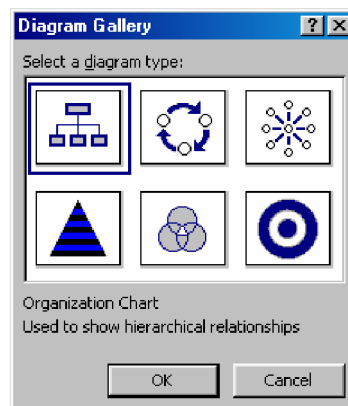 Diagram Gallery
Select a diagram type:
Organization Chart
Used to show hierarchical relationships
OK
Cancel